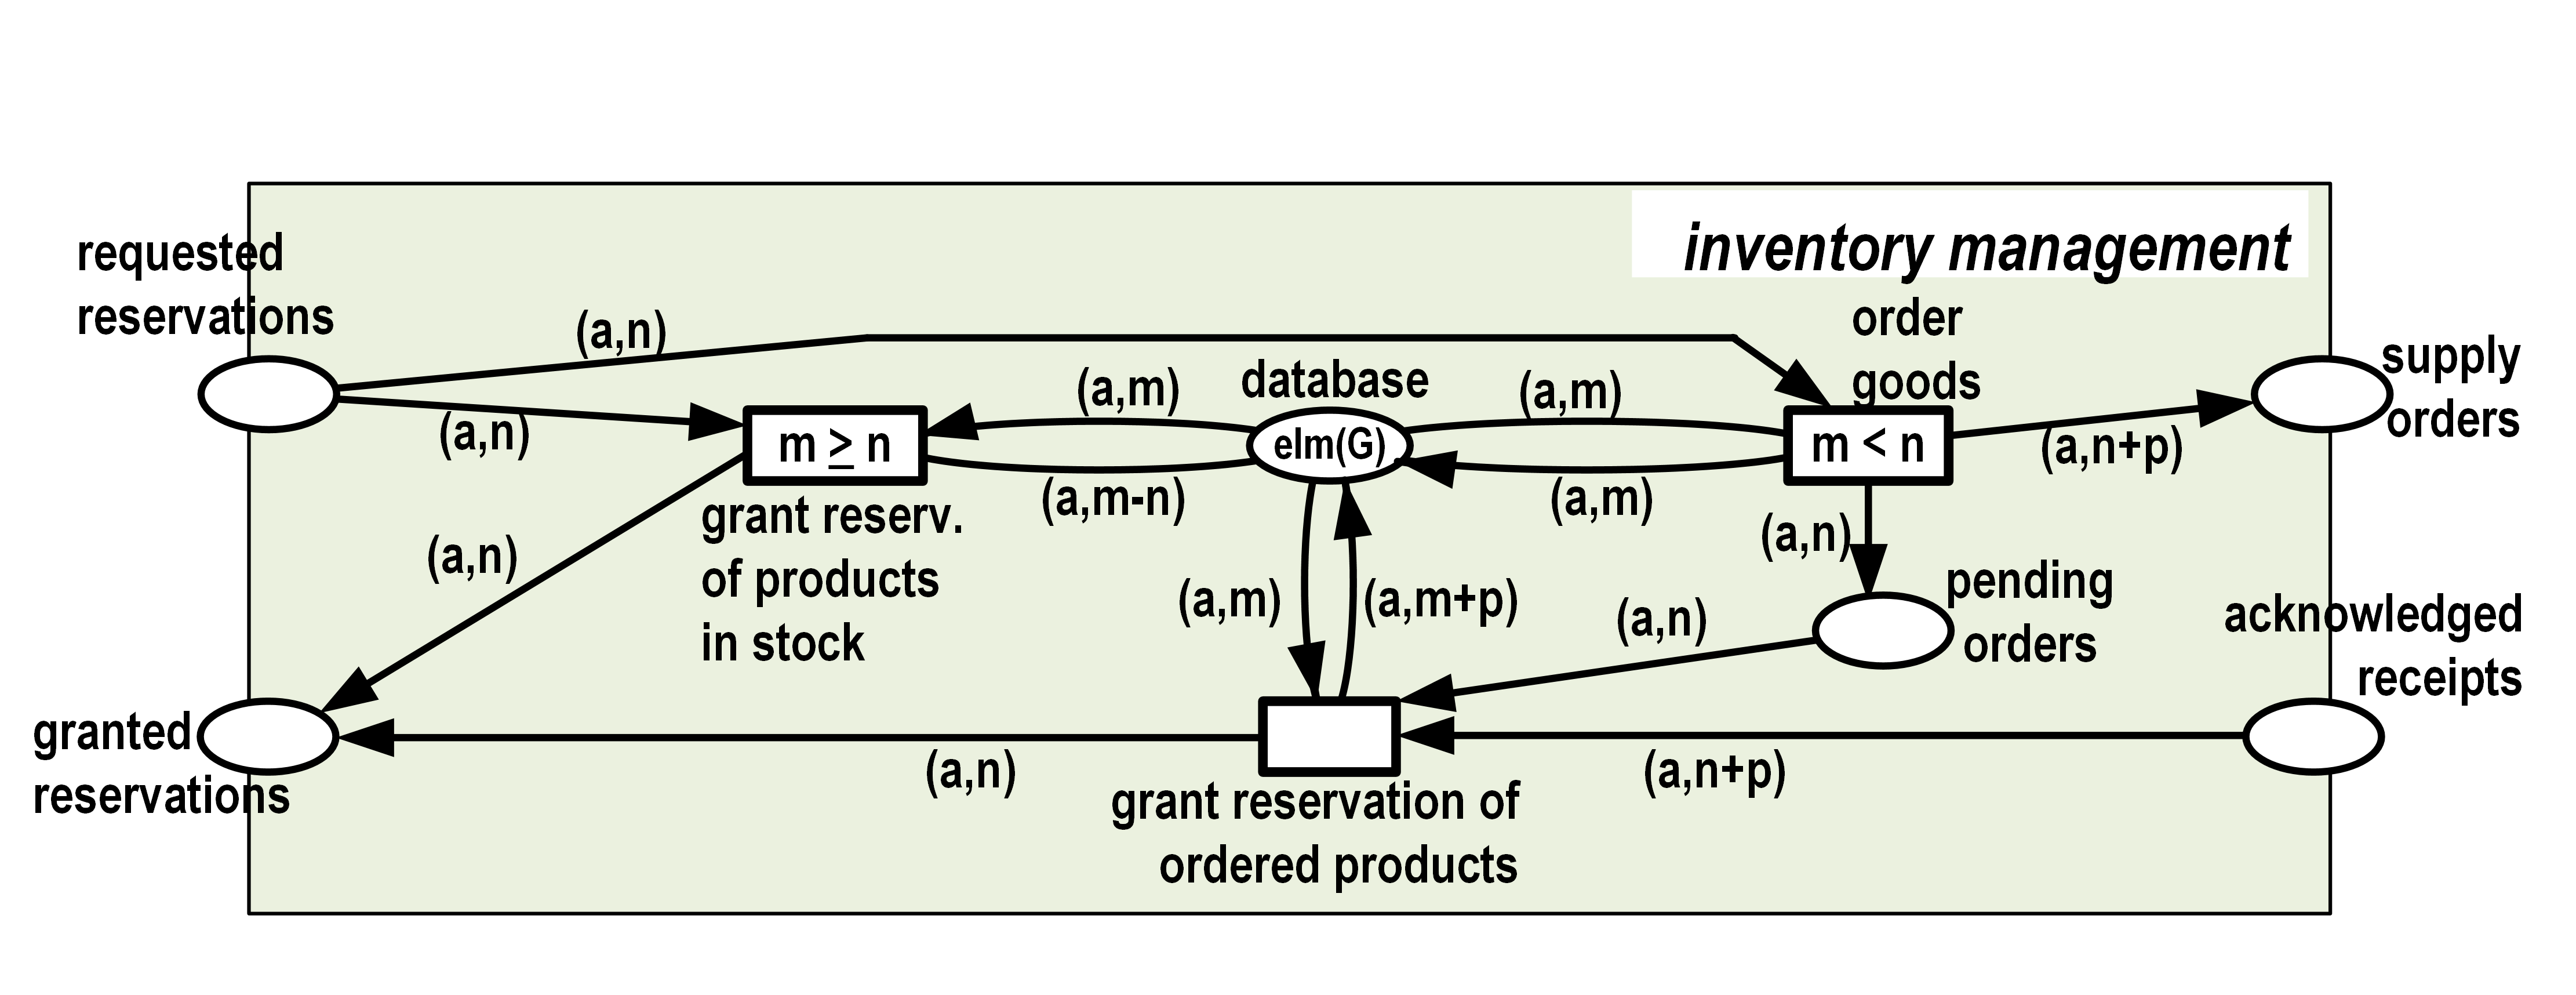 inventory management
requested
reservations
(a,n)
(a,n)
order
goods
supply
orders
database
(a,m)
(a,m)
m ≥ n
elm(G)
m < n
(a,n+p)
(a,m-n)
(a,m)
grant reserv.
of products
in stock
(a,n)
(a,n)
pending
orders
(a,m)
(a,m+p)
(a,n)
acknowledged
receipts
granted
reservations
(a,n)
(a,n+p)
grant reservation of
ordered products